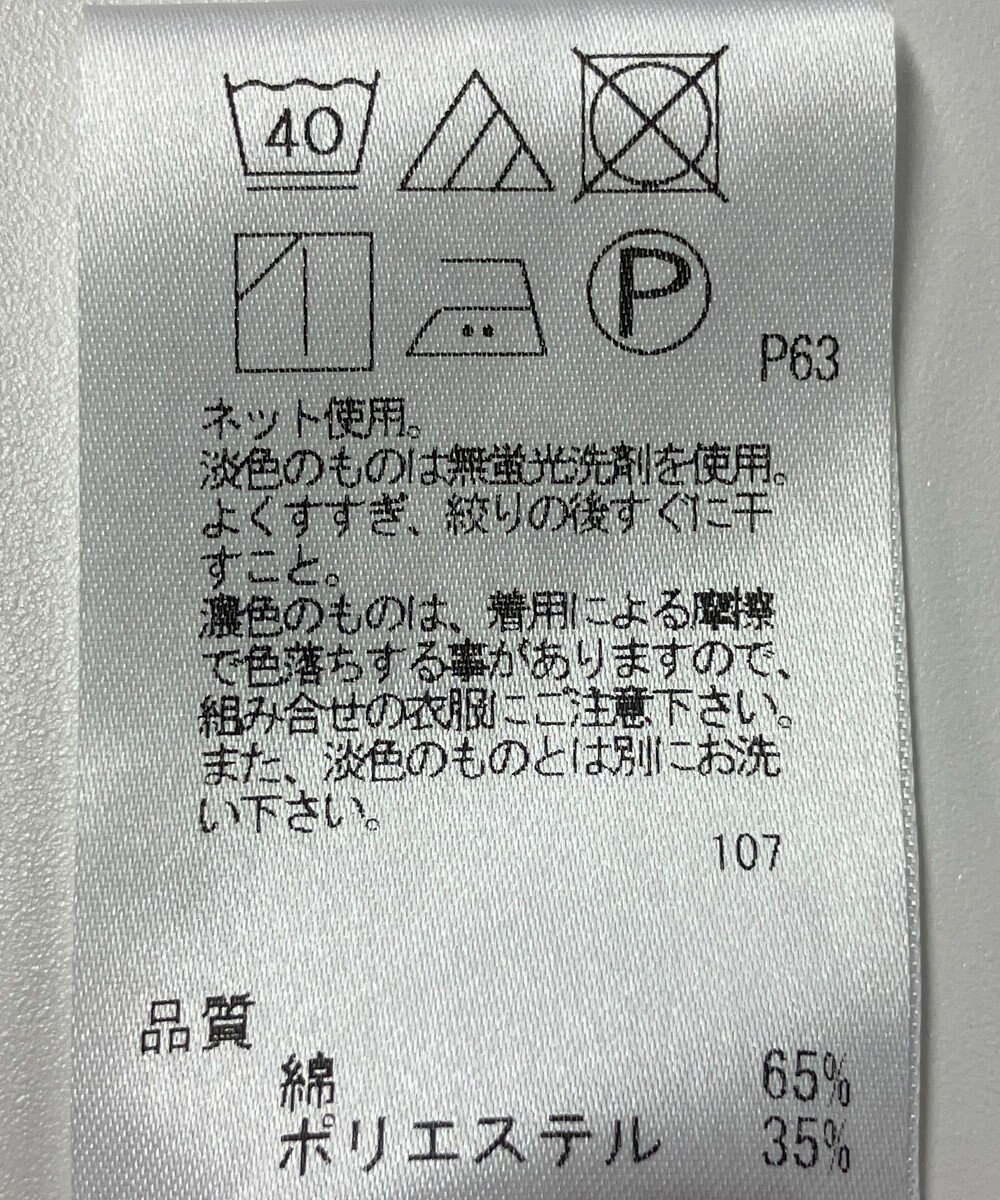 40
P
P63
ネット使用。
淡色のものは無蛍光洗剤を使用。
よくすすぎ、絞りの後すぐに干
すこと。
濃色のものは、着用による摩擦
で色落ちする事がありますので、
組み合せの衣服にご注意下さい。
また、淡色のものとは別にお洗
い下さい。
107
品質
綿 65%
ポリエステル 35%